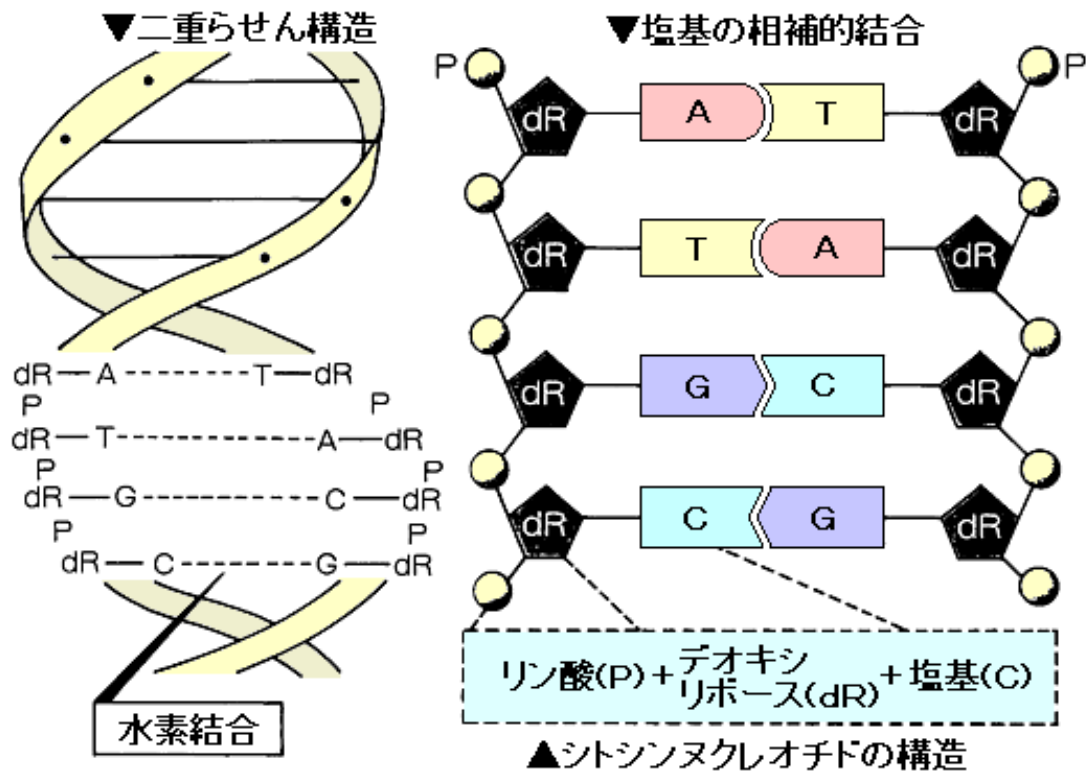 ▼二重らせん構造
dR A T dR
P P
dR T A dR
P P
dR G C dR
P P
dR C G dR
水素結合
▼塩基の相補的結合
P P
dR A T dR
dR T A dR
dR G C dR
dR C G dR
リン酸(P)+デオキシリボース(dR)+塩基(C)
▲シトシンヌクレオチドの構造